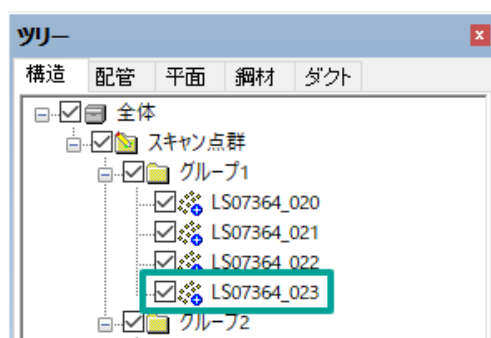 ツリー
構造 配管 平面 鋼材 ダクト
全体
スキャン点群
グループ1
LS07364_020
LS07364_021
LS07364_022
LS07364_023
グループ2